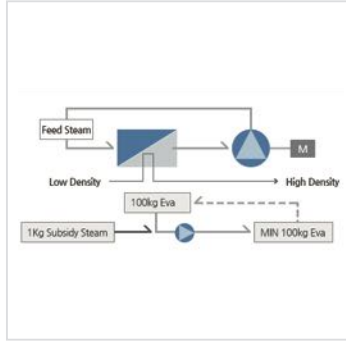 Feed Steam
M
Low Density
High Density
100kg Eva
1Kg Subsidy Steam
MIN 100kg Eva